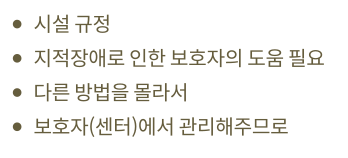 • 시설 규정
• 지적장애로 인한 보호자의 도움 필요
• 다른 방법을 몰라서
• 보호자(센터)에서 관리해주므로